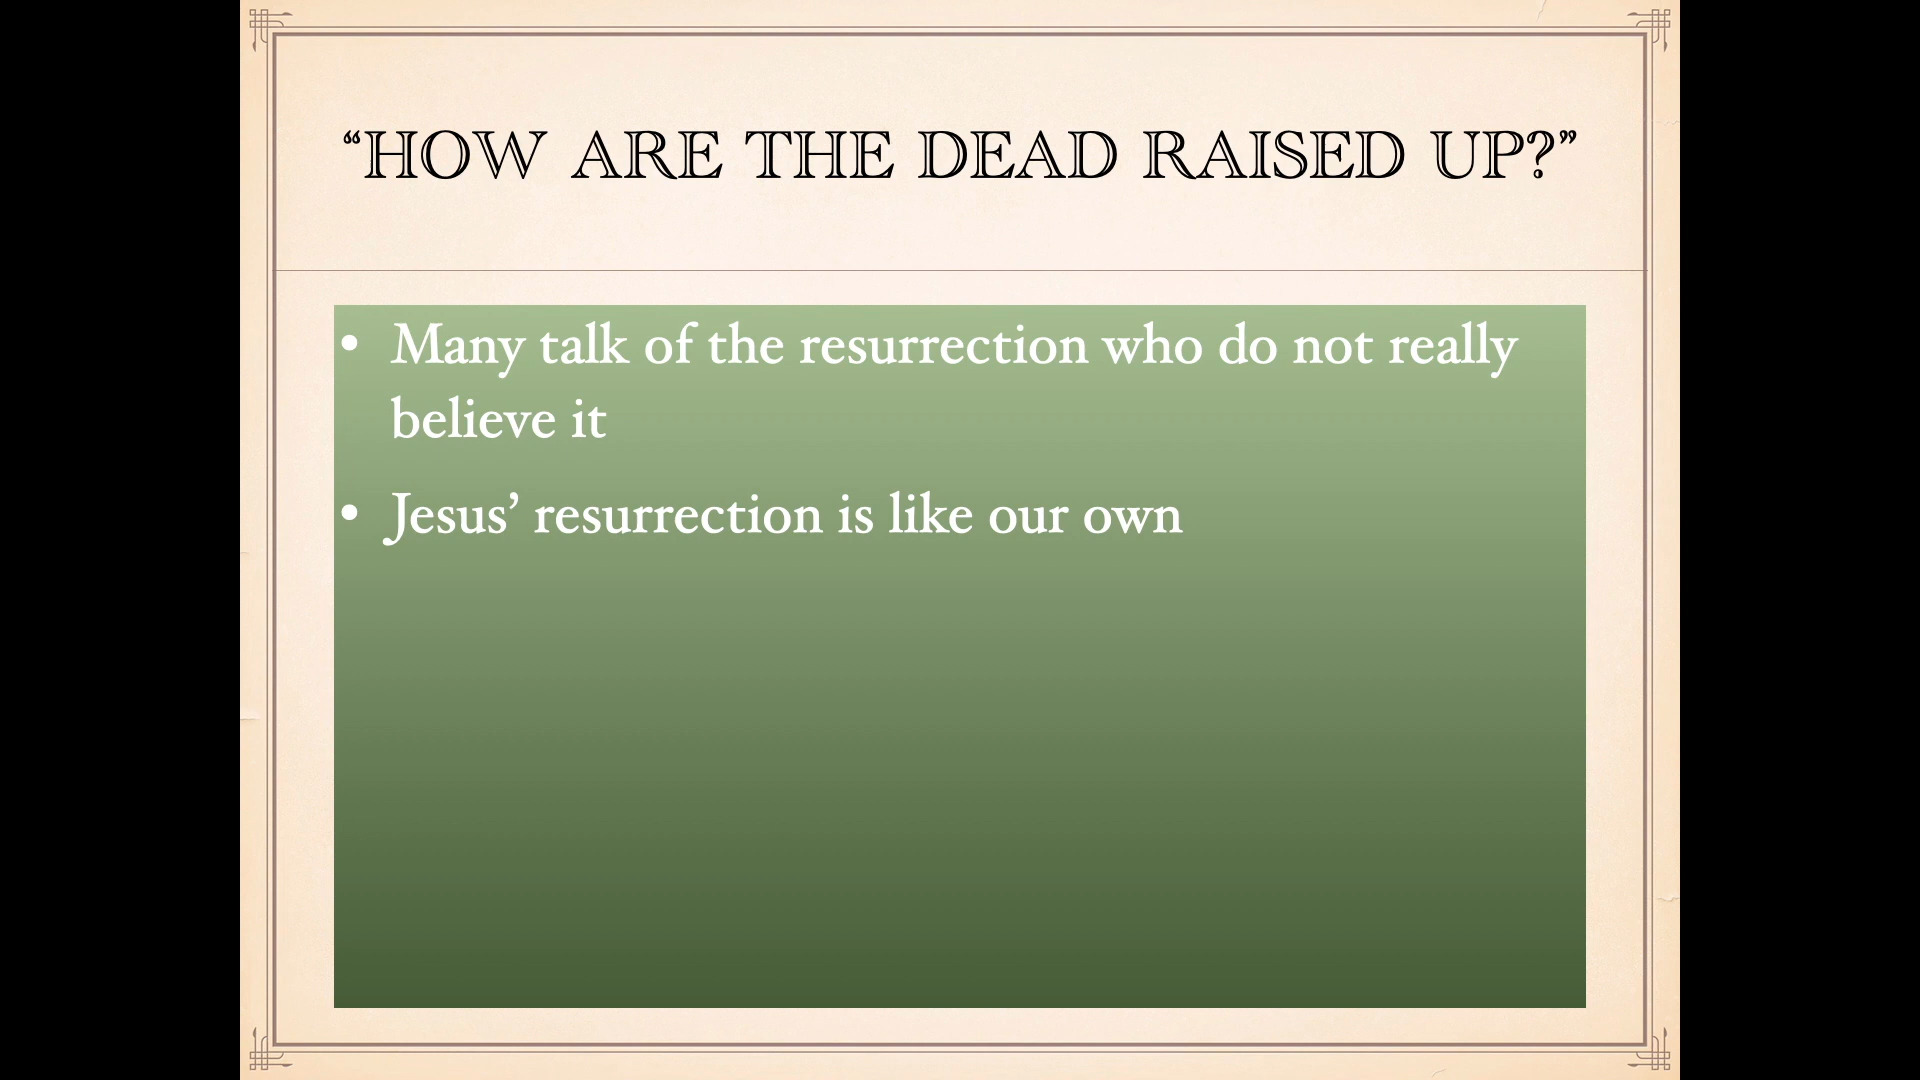 “HOW ARE THE DEAD RAISED UP?”
• Many talk of the resurrection who do not really
believe it
• Jesus’ resurrection is like our own